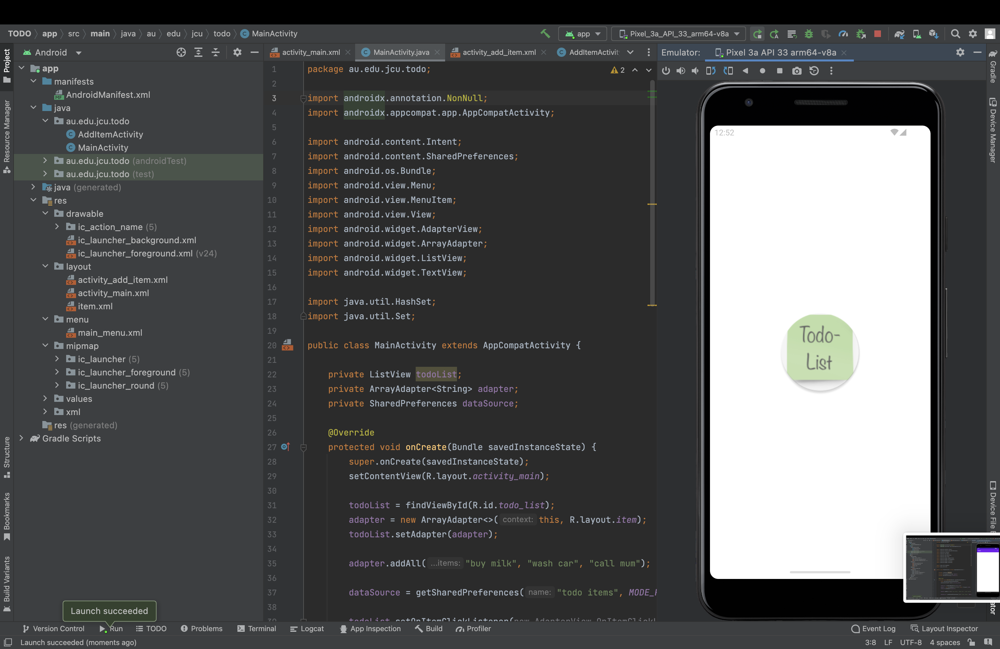 TODO app src main java au edu jcu todo MainActivity
app
Pixel_3a_API_33_arm64-v8a
Project
Resource Manager
Structure
Bookmarks
Build Variants
Android
app
manifests
AndroidManifest.xml
java
au.edu.jcu.todo
AddItemActivity
MainActivity
au.edu.jcu.todo (androidTest)
au.edu.jcu.todo (test)
java (generated)
res
drawable
ic_action_name (5)
ic_launcher_background.xml
ic_launcher_foreground.xml (v24)
layout
activity_add_item.xml
activity_main.xml
item.xml
menu
main_menu.xml
mipmap
ic_launcher (5)
ic_launcher_foreground (5)
ic_launcher_round (5)
values
xml
res (generated)
Gradle Scripts
activity_main.xml MainActivity.java activity_add_item.xml AddItemActivit
2
1 package au.edu.jcu.todo;
2
3 import androidx.annotation.NonNull;
4 import androidx.appcompat.app.AppCompatActivity;
5
6 import android.content.Intent;
7 import android.content.SharedPreferences;
8 import android.os.Bundle;
9 import android.view.Menu;
10 import android.view.MenuItem;
11 import android.view.View;
12 import android.widget.AdapterView;
13 import android.widget.ArrayAdapter;
14 import android.widget.ListView;
15 import android.widget.TextView;
16
17 import java.util.HashSet;
18 import java.util.Set;
19
20 public class MainActivity extends AppCompatActivity {
21
22 private ListView todoList;
23 private ArrayAdapter<String> adapter;
24 private SharedPreferences dataSource;
25
26 @Override
27 protected void onCreate(Bundle savedInstanceState) {
28 super.onCreate(savedInstanceState);
29 setContentView(R.layout.activity_main);
30
31 todoList = findViewById(R.id.todo_list);
32 adapter = new ArrayAdapter<>( context: this, R.layout.item);
33 todoList.setAdapter(adapter);
34
35 adapter.addAll( ...items: "buy milk", "wash car", "call mum");
36
37 dataSource = getSharedPreferences( name: "todo items", MODE_
38
39 todoList.setOnItemClickListener(new AdapterView.OnItemClick
Emulator: Pixel 3a API 33 arm64-v8a
12:52
Todo-
List
Gradle
Device Manager
Device File
ator
Launch succeeded
Version Control Run TODO Problems Terminal Logcat App Inspection Build Profiler Event Log Layout Inspector
Launch succeeded (moments ago)
3:8 LF UTF-8 4 spaces